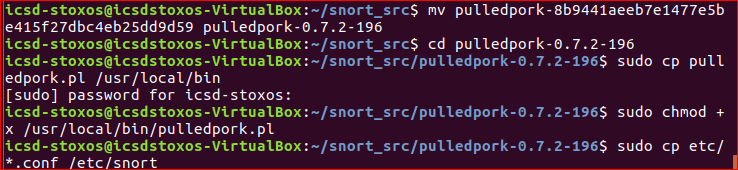 icsd-stoxos@icsdstoxos-VirtualBox:~/snort_src$ mv pulledpork-8b9441aeeb7e1477e5b
e415f27dbc4eb25dd9d59 pulledpork-0.7.2-196
icsd-stoxos@icsdstoxos-VirtualBox:~/snort_src$ cd pulledpork-0.7.2-196
icsd-stoxos@icsdstoxos-VirtualBox:~/snort_src/pulledpork-0.7.2-196$ sudo cp pull
edpork.pl /usr/local/bin
[sudo] password for icsd-stoxos:
icsd-stoxos@icsdstoxos-VirtualBox:~/snort_src/pulledpork-0.7.2-196$ sudo chmod +
x /usr/local/bin/pulledpork.pl
icsd-stoxos@icsdstoxos-VirtualBox:~/snort_src/pulledpork-0.7.2-196$ sudo cp etc/
*.conf /etc/snort